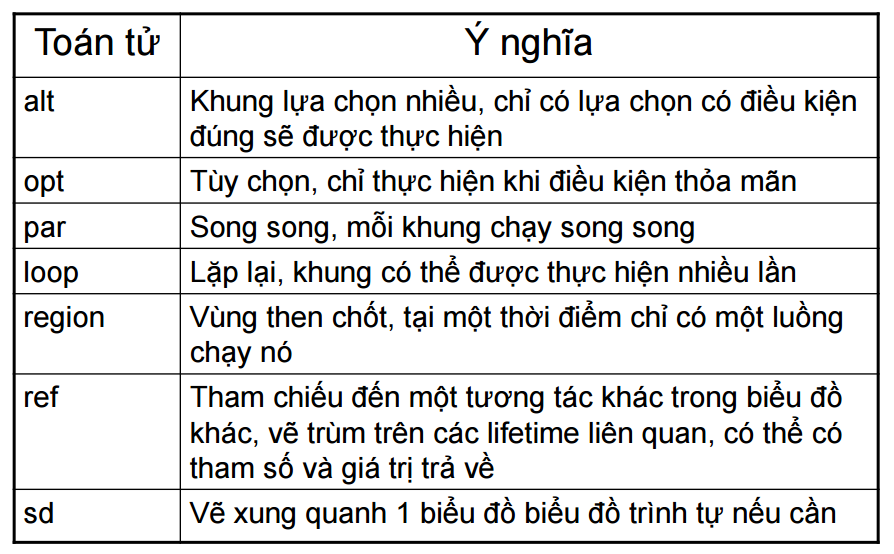 Toán tử Ý nghĩa
alt Khung lựa chọn nhiều, chỉ có lựa chọn có điều kiện
đúng sẽ được thực hiện
opt Tùy chọn, chỉ thực hiện khi điều kiện thỏa mãn
par Song song, mỗi khung chạy song song
loop Lặp lại, khung có thể được thực hiện nhiều lần
region Vùng then chốt, tại một thời điểm chỉ có một luồng
chạy nó
ref Tham chiếu đến một tương tác khác trong biểu đồ
khác, vẽ trùm trên các lifetime liên quan, có thể có
tham số và giá trị trả về
sd Vẽ xung quanh 1 biểu đồ biểu đồ trình tự nếu cần